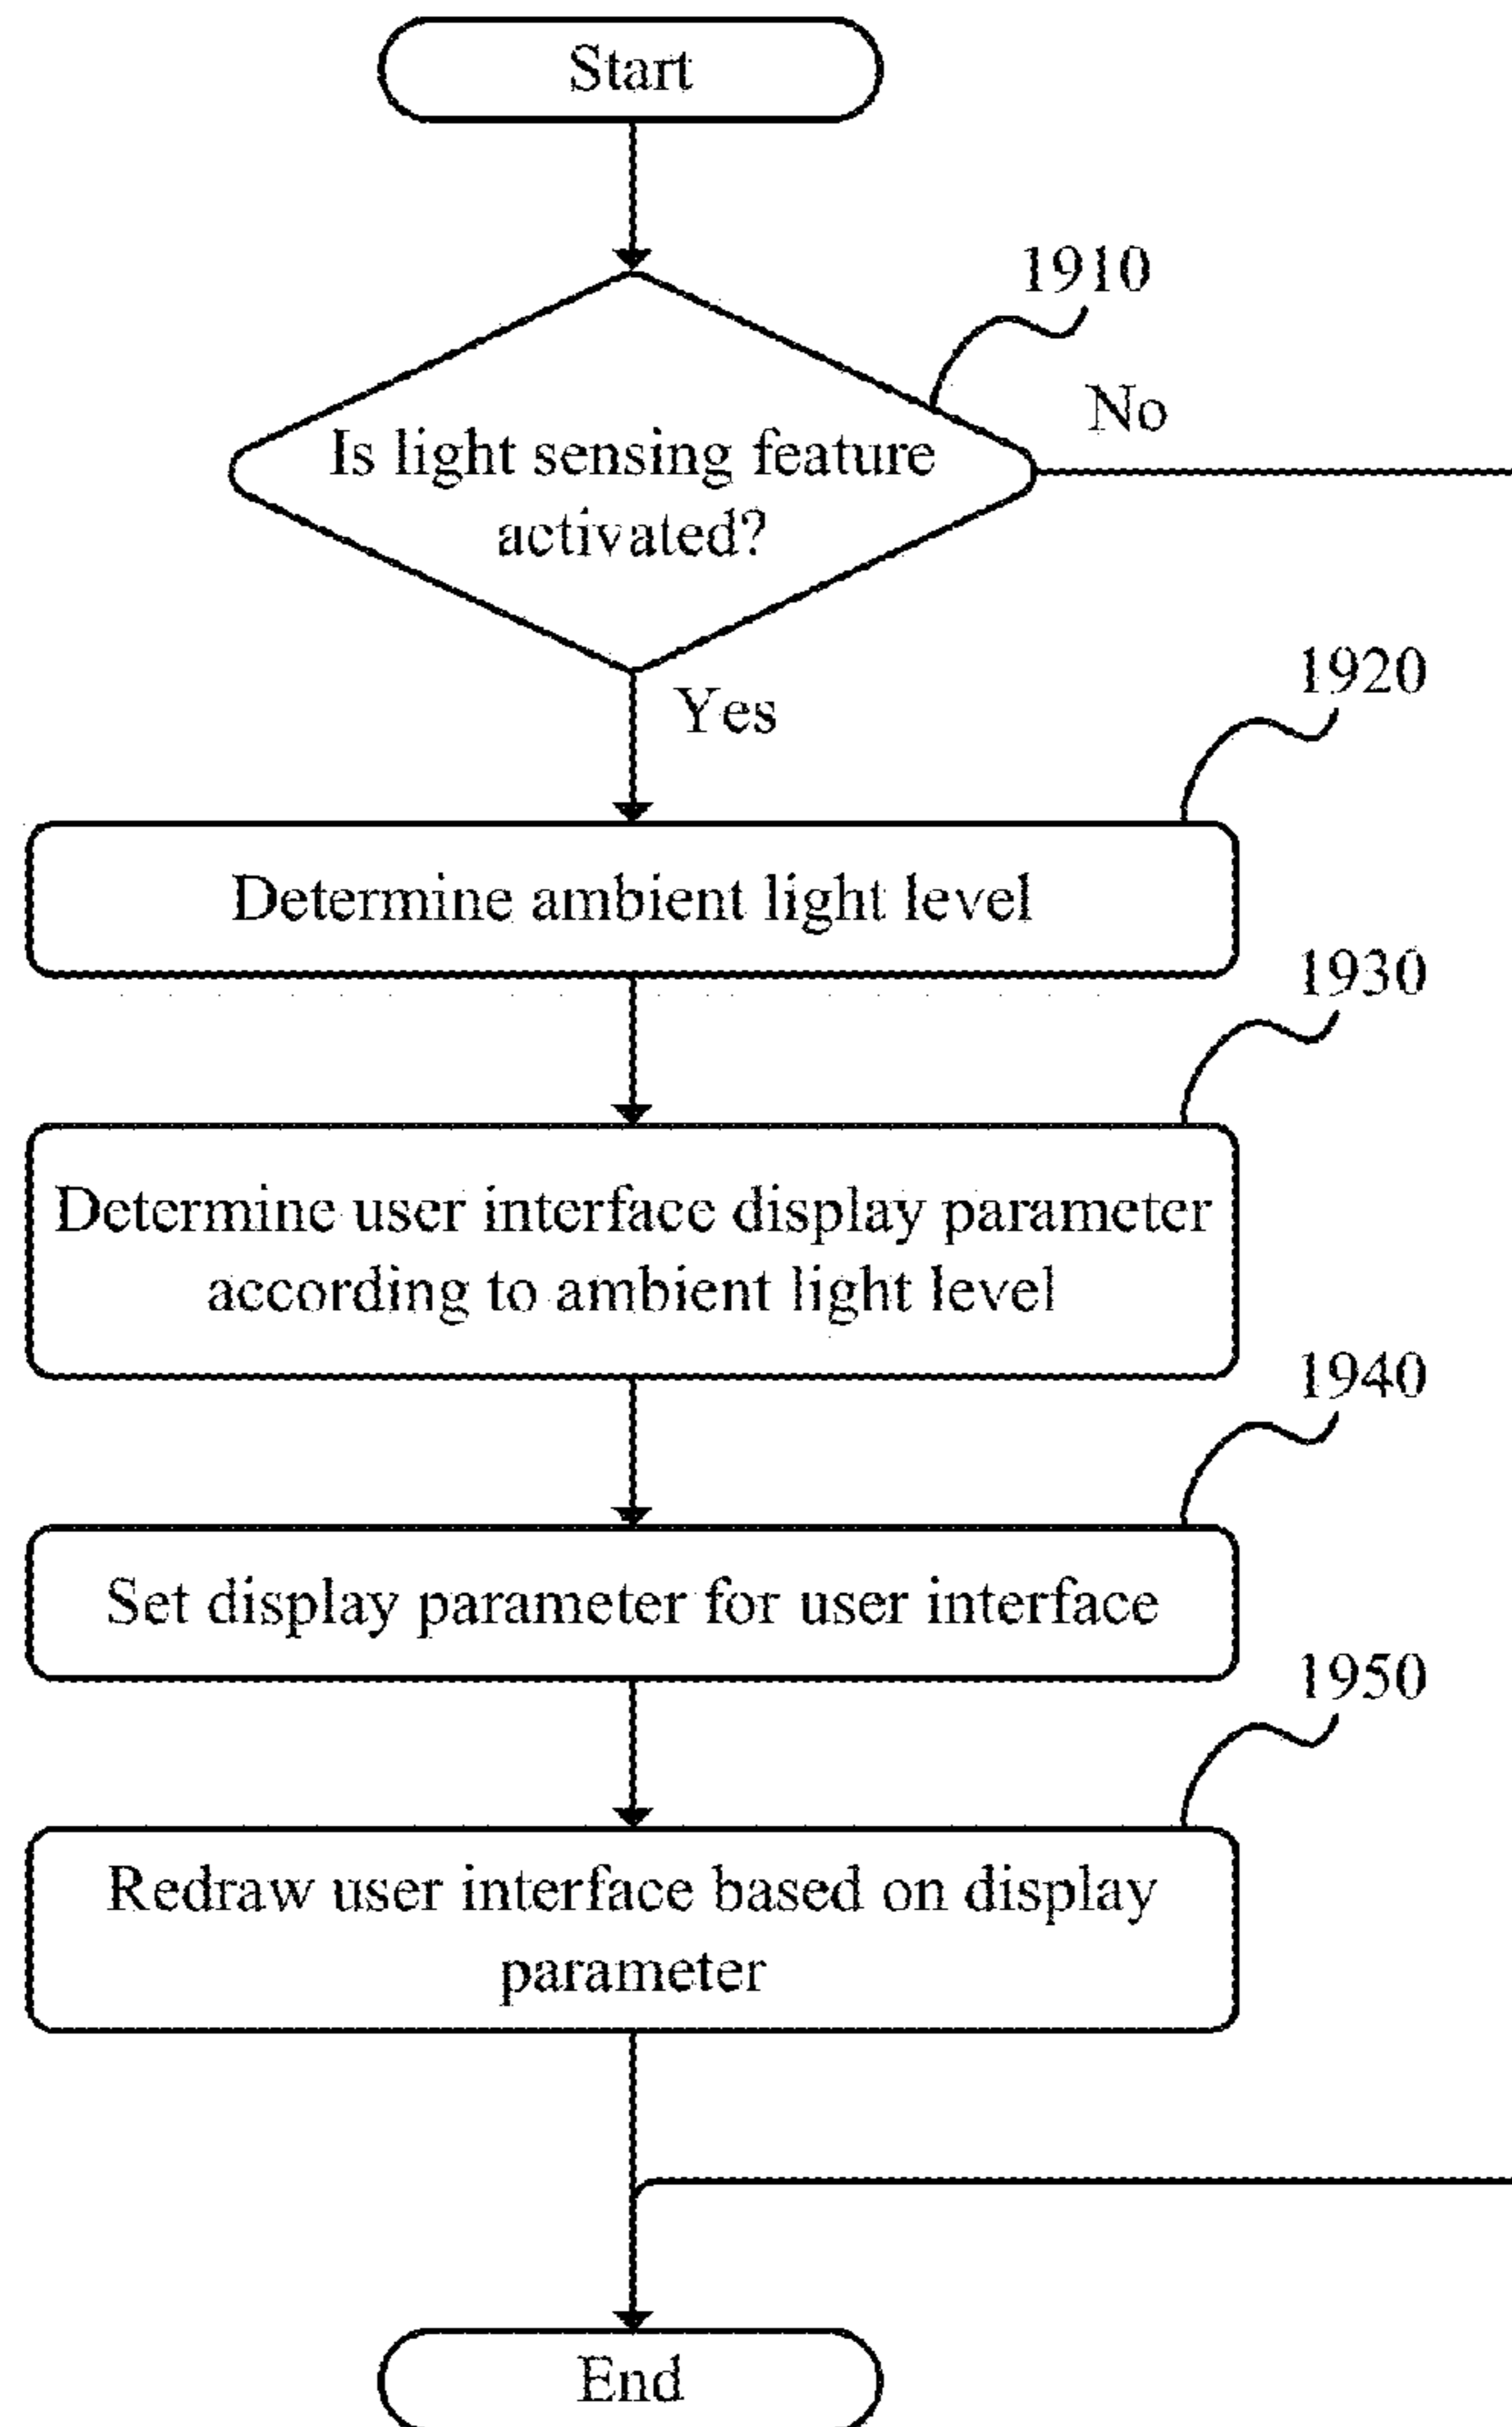 Start
1910
No
Is light sensing feature
activated?
Yes
1920
Determine ambient light level
1930
Determine user interface display parameter
according to ambient light level
1940
Set display parameter for user interface
1950
Redraw user interface based on display
parameter
End